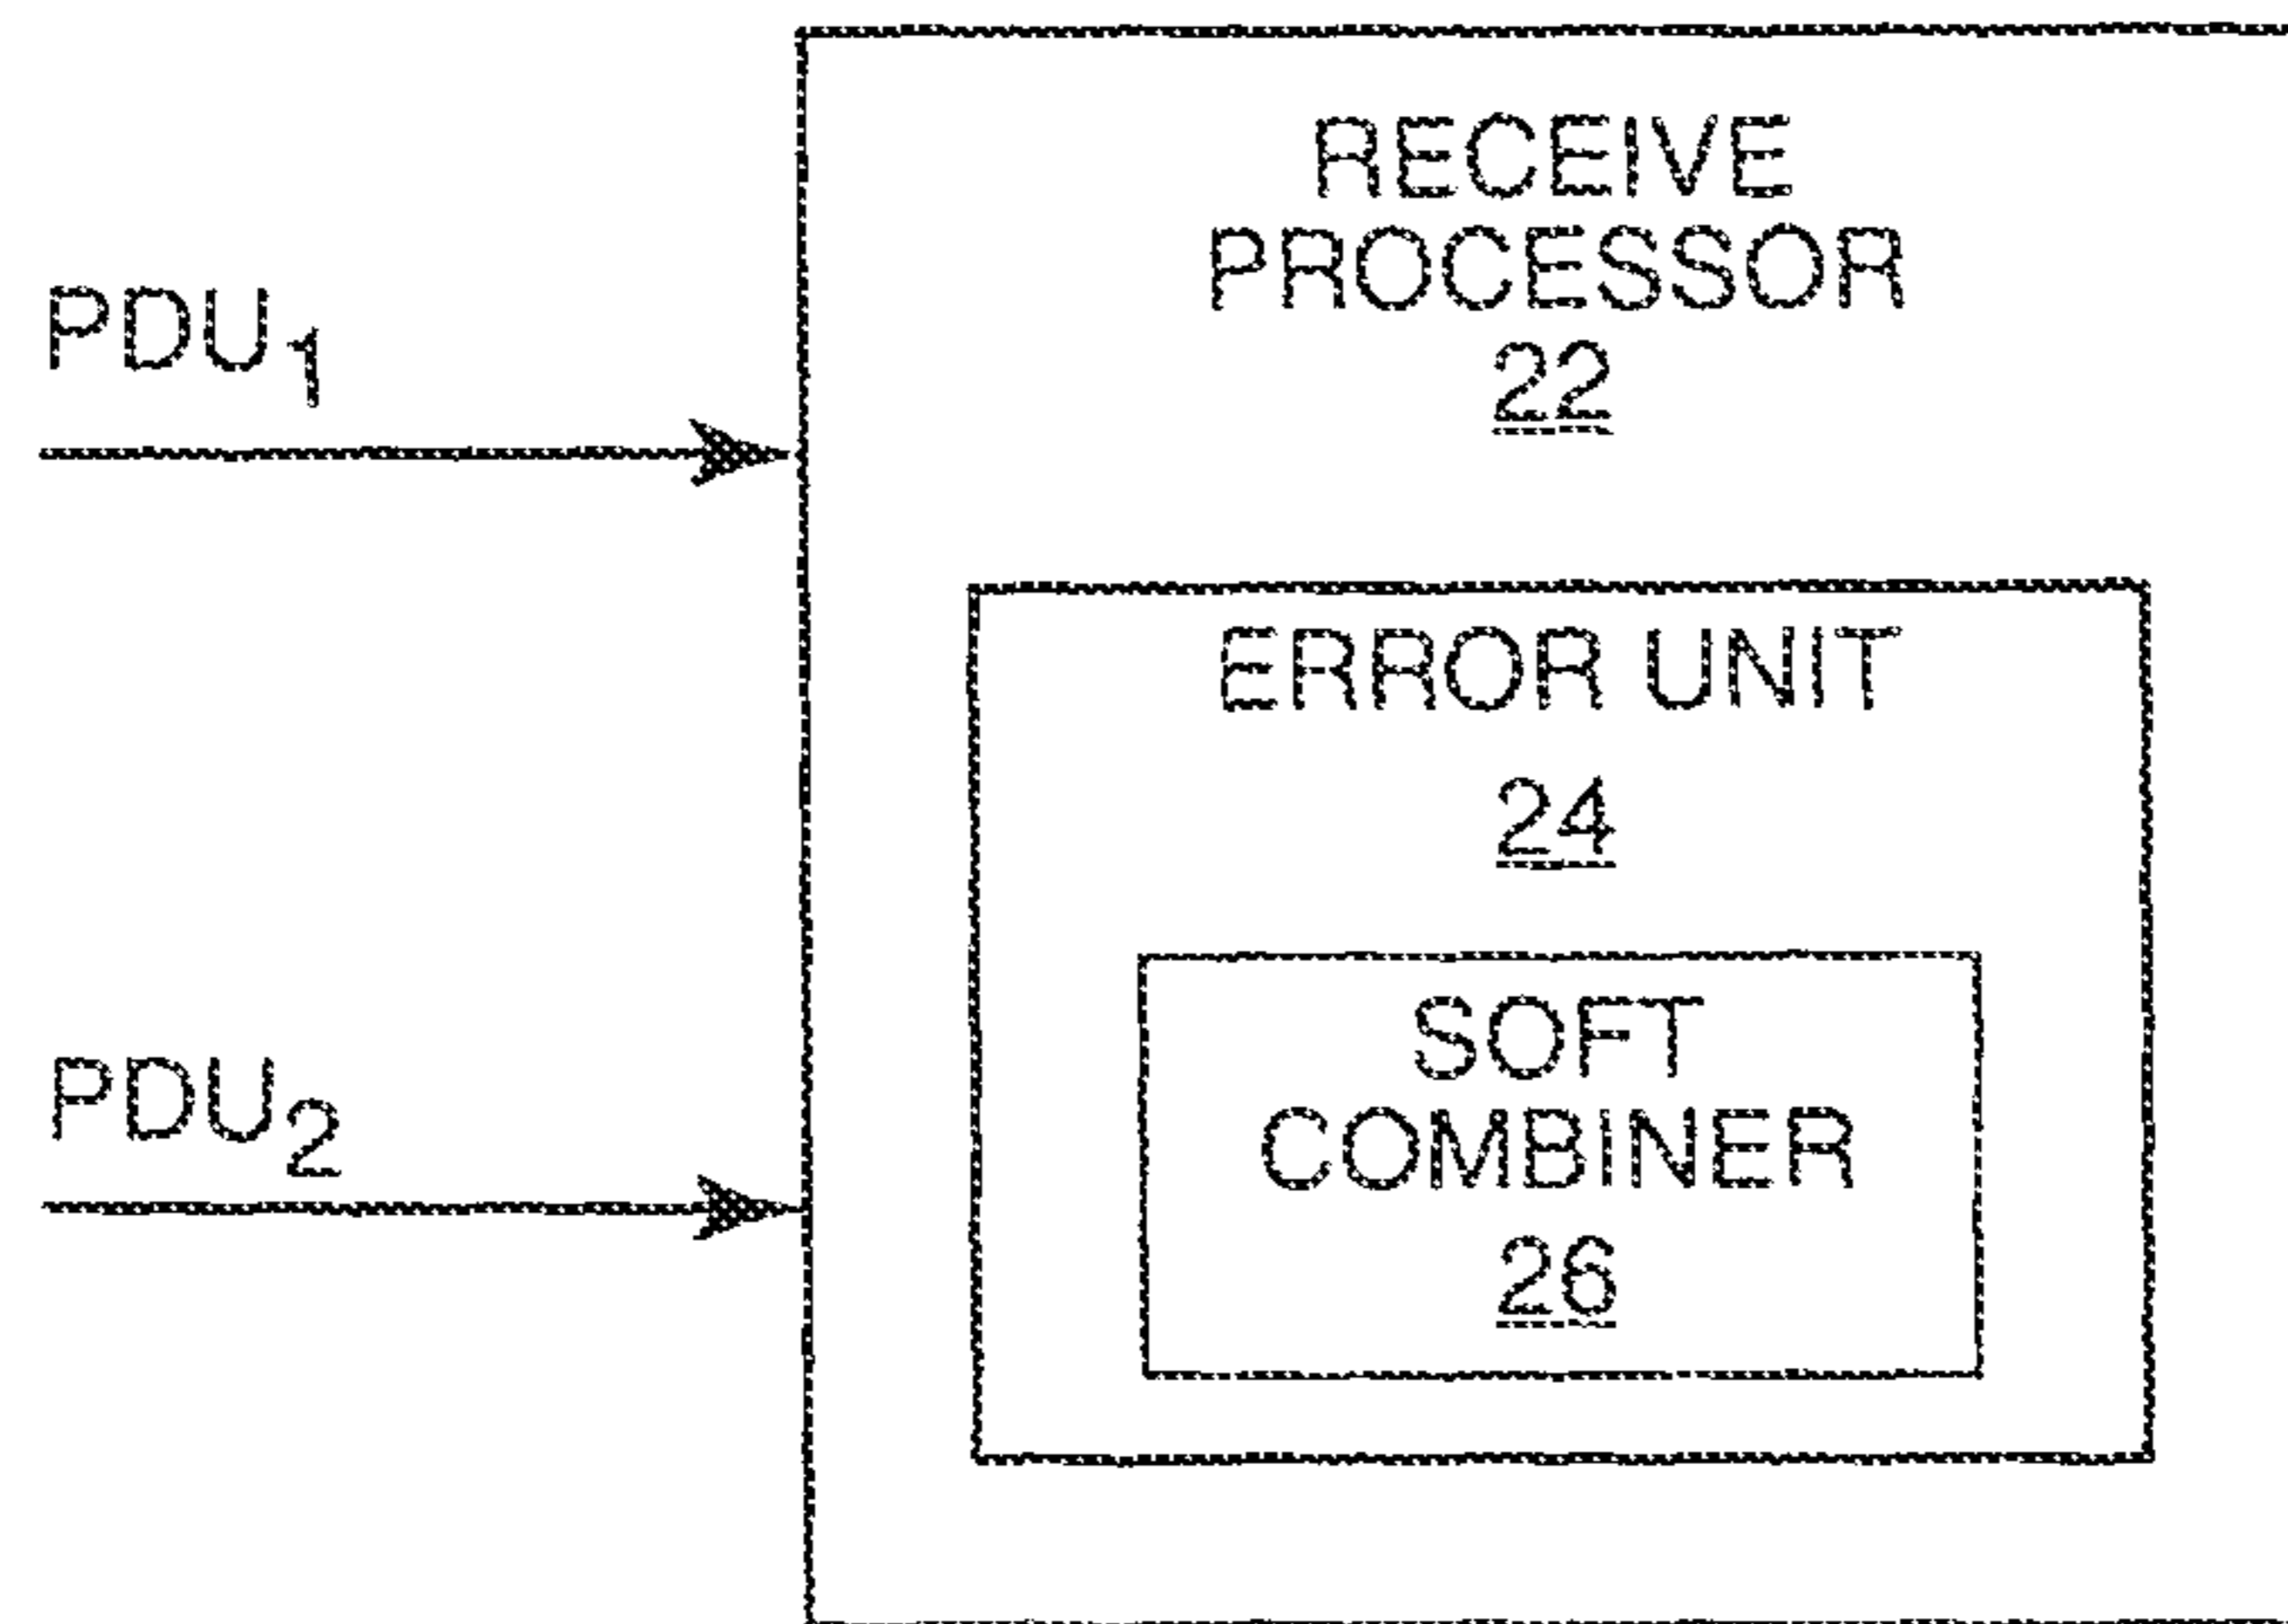 RECEIVE
PROCESSOR
22
PDU1
ERROR UNIT
24
SOFT
COMBINER
26
PDU2